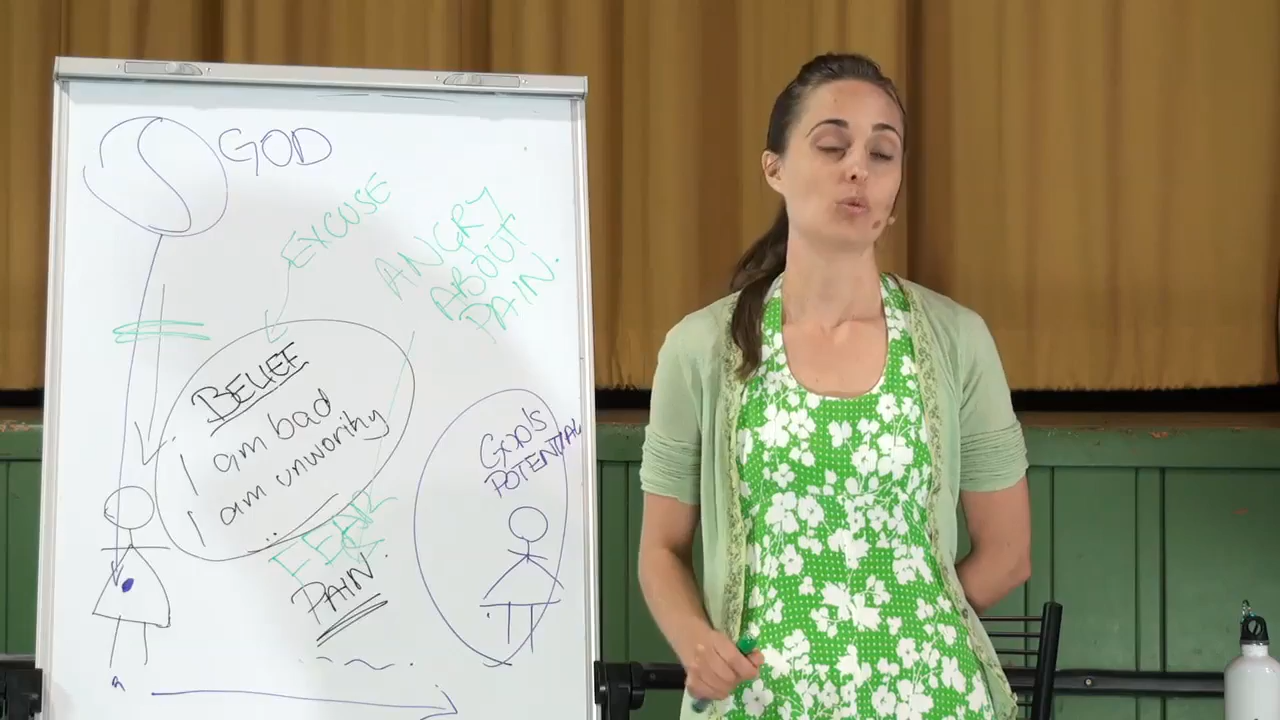 GOD
EXCUSE
ANGRY
ABOUT
PAIN.
BELIEF
I am bad
I am unworthy
...
FEAR
PAIN.
GOD'S
POTENTIAL